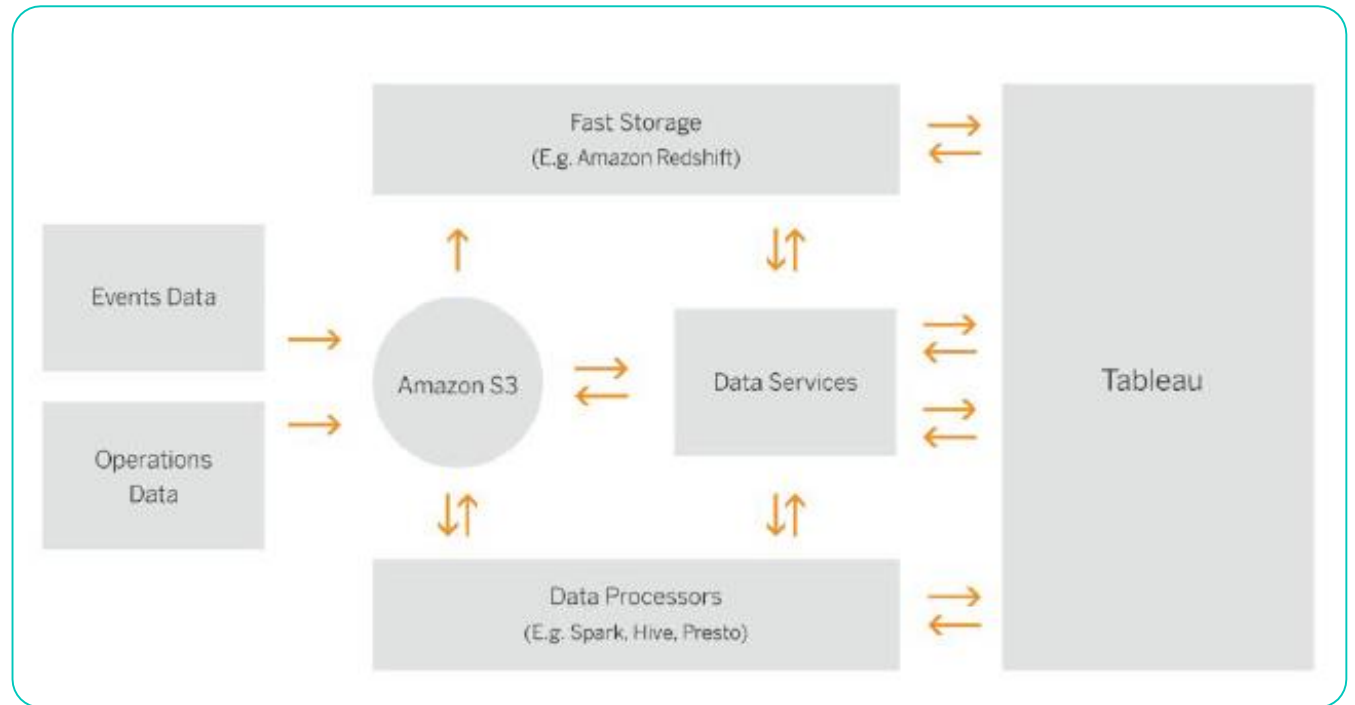 Fast Storage
(E.g. Amazon Redshift)
Events Data
Operations
Data
Amazon S3
Data Services
Tableau
Data Processors
(E.g. Spark, Hive, Presto)